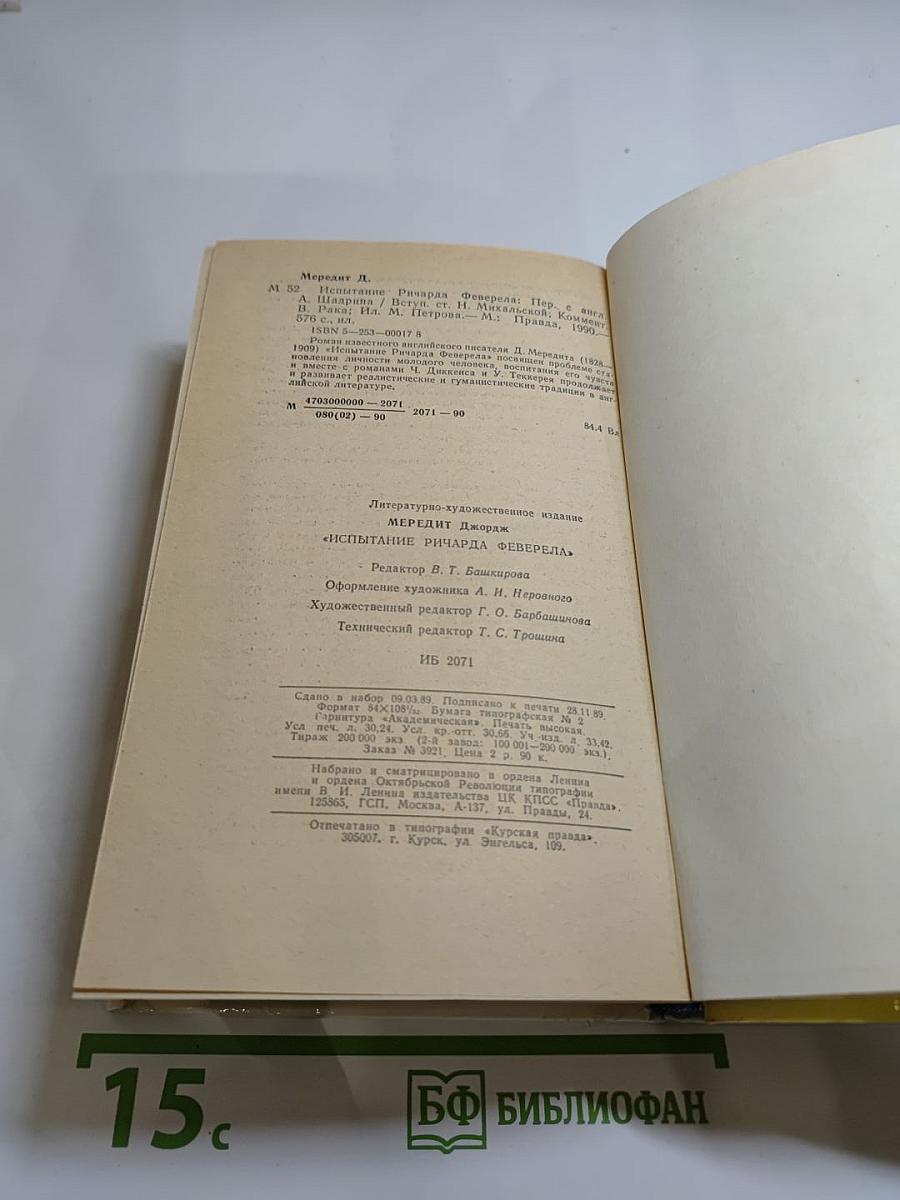 Мередит Д.
М 52 Испытание Ричарда Феверела: Пер. с англ.
А. Шадрина / Вступ. ст. Н. Михальской; Коммент.
В. Рака; Ил. М. Петрова.— М.: Правда, 1990.—
576 с., ил.
ISBN 5—253—00017 8
Роман известного английского писателя Д. Мередита (1828—
1909) «Испытание Ричарда Феверела» посвящен проблеме ста-
новления личности молодого человека, воспитания его чувств
и вместе с романами Ч. Диккенса и У. Теккерея продолжает
и развивает реалистические и гуманистические традиции в анг-
лийской литературе.
М 4703000000 — 2071
080(02) — 90 2071 — 90
84.4 Вл
Литературно-художественное издание
МЕРЕДИТ Джордж
«ИСПЫТАНИЕ РИЧАРДА ФЕВЕРЕЛА»
Редактор В. Т. Башкирова
Оформление художника А. И. Неровного
Художественный редактор Г. О. Барбашинова
Технический редактор Т. С. Трошина
ИБ 2071
Сдано в набор 09.03.89. Подписано к печати 28.11.89.
Формат 84×108¹/₃₂. Бумага типографская № 2
Гарнитура «Академическая». Печать высокая.
Усл. печ. л. 30,24. Усл. кр.-отт. 30,66. Уч.-изд. л. 33,42.
Тираж 200 000 экз. (2-й завод: 100 001—200 000 экз.).
Заказ № 3921. Цена 2 р. 90 к.
Набрано и сматрицировано в ордена Ленина
и ордена Октябрьской Революции типографии
имени В. И. Ленина издательства ЦК КПСС «Правда».
125865, ГСП, Москва, А-137, ул. Правды, 24.
Отпечатано в типографии «Курская правда».
305007. г. Курск, ул. Энгельса, 109.
15 с
БФ БИБЛИОФАН